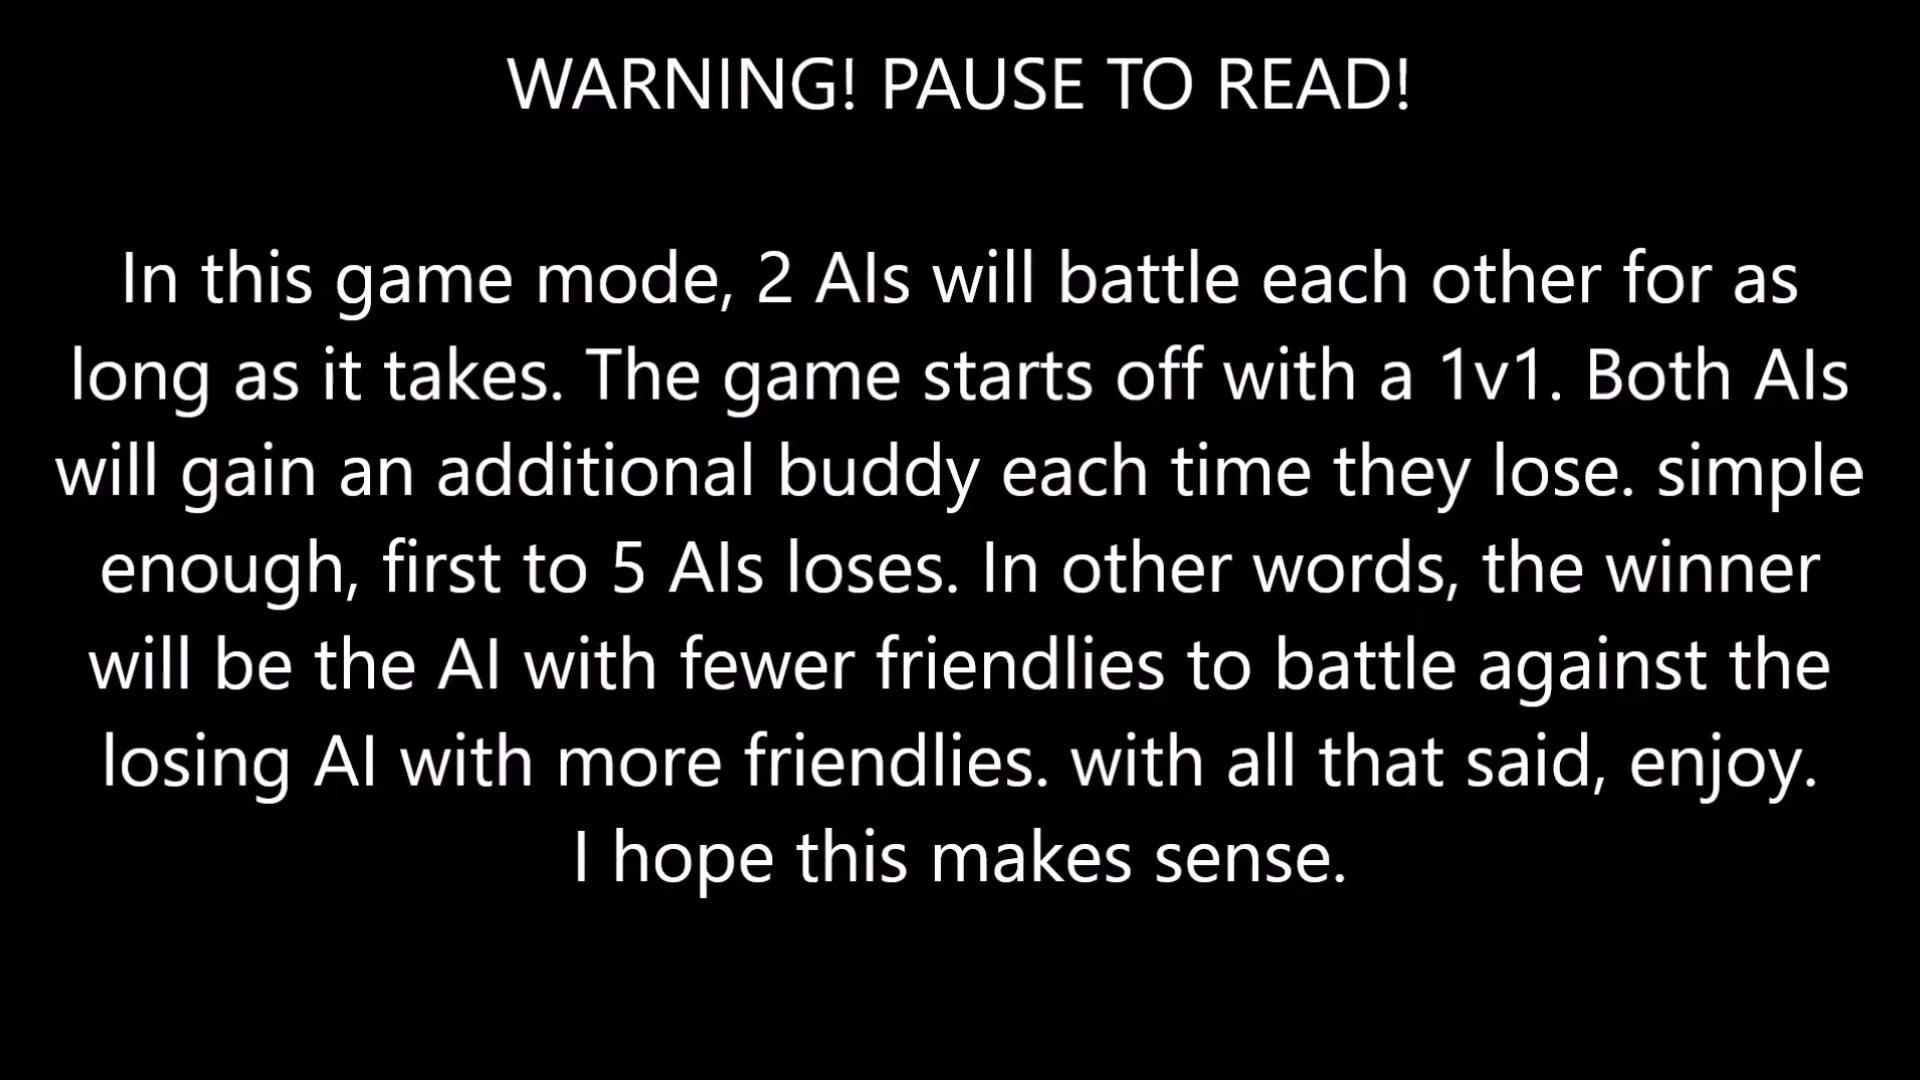 WARNING! PAUSE TO READ!
In this game mode, 2 AIs will battle each other for as
long as it takes. The game starts off with a 1v1. Both AIs
will gain an additional buddy each time they lose. simple
enough, first to 5 AIs loses. In other words, the winner
will be the AI with fewer friendlies to battle against the
losing AI with more friendlies. with all that said, enjoy.
I hope this makes sense.